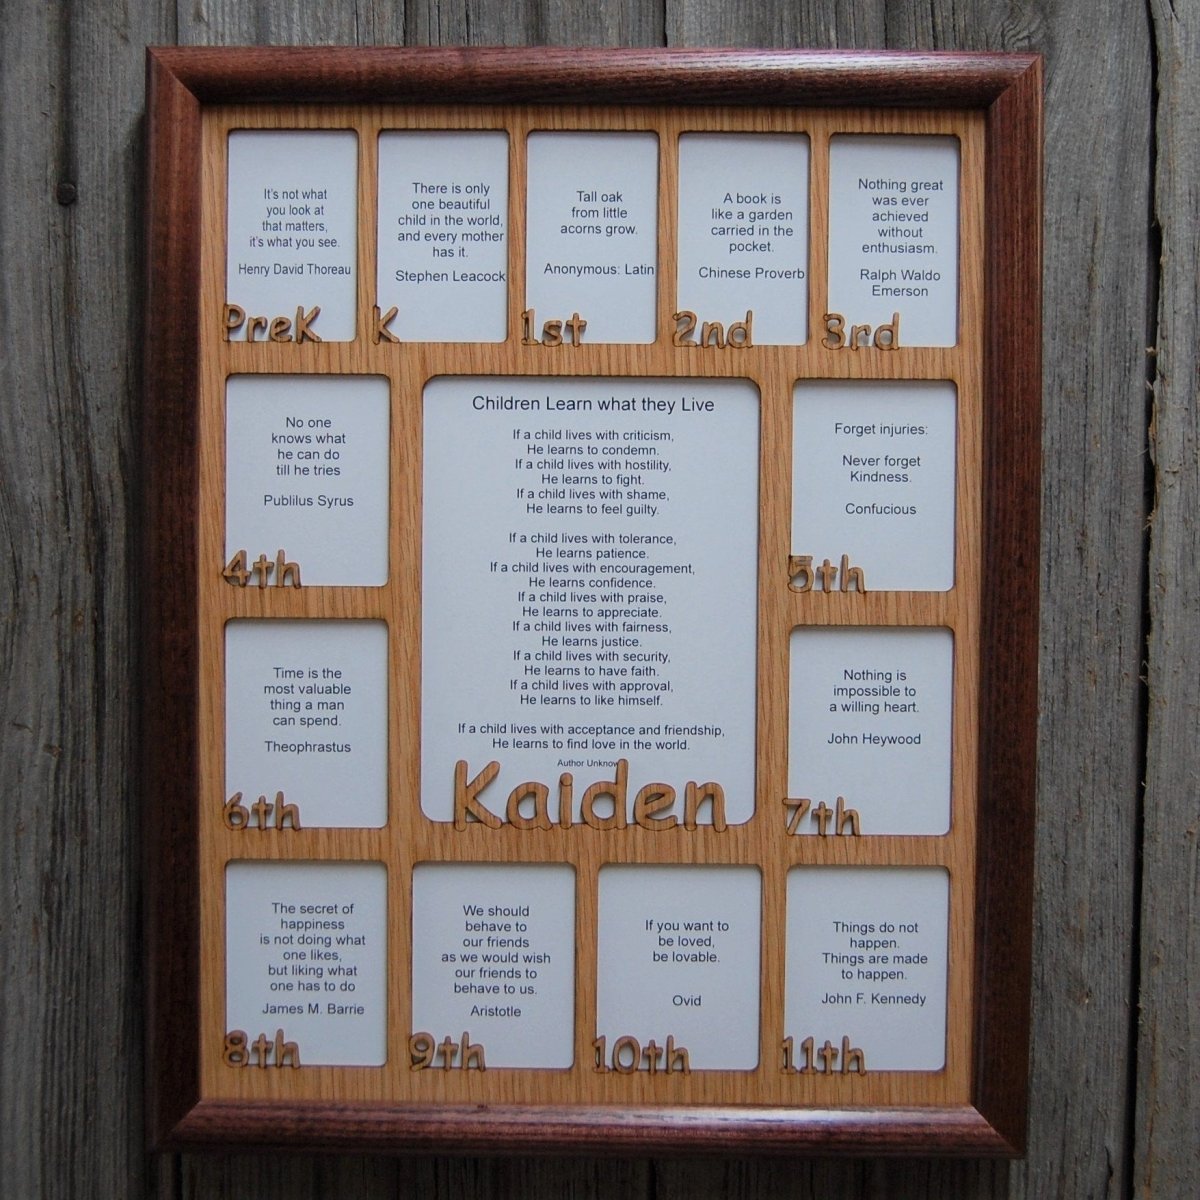 It's not what
you look at
that matters,
it's what you see.
Henry David Thoreau
PreK
There is only
one beautiful
child in the world,
and every mother
has it.
Stephen Leacock
K
Tall oak
from little
acorns grow.
Anonymous: Latin
1st
A book is
like a garden
carried in the
pocket.
Chinese Proverb
2nd
Nothing great
was ever
achieved
without
enthusiasm.
Ralph Waldo
Emerson
3rd
No one
knows what
he can do
till he tries
Publilus Syrus
4th
Children Learn what they Live
If a child lives with criticism,
He learns to condemn.
If a child lives with hostility,
He learns to fight.
If a child lives with shame,
He learns to feel guilty.
If a child lives with tolerance,
He learns patience.
If a child lives with encouragement,
He learns confidence.
If a child lives with praise,
He learns to appreciate.
If a child lives with fairness,
He learns justice.
If a child lives with security,
He learns to have faith.
If a child lives with approval,
He learns to like himself.
If a child lives with acceptance and friendship,
He learns to find love in the world.
Author Unknow
Kaiden
Forget injuries:
Never forget
Kindness.
Confucious
5th
Time is the
most valuable
thing a man
can spend.
Theophrastus
6th
Nothing is
impossible to
a willing heart.
John Heywood
7th
The secret of
happiness
is not doing what
one likes,
but liking what
one has to do
James M. Barrie
8th
We should
behave to
our friends
as we would wish
our friends to
behave to us.
Aristotle
9th
If you want to
be loved,
be lovable.
Ovid
10th
Things do not
happen.
Things are made
to happen.
John F. Kennedy
11th